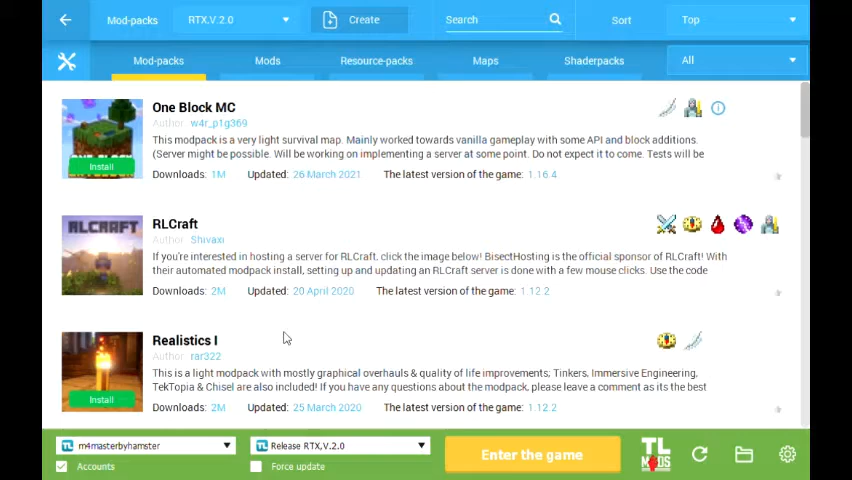 Mod-packs RTX,V.2.0 Create Search Sort Top
Mod-packs Mods Resource-packs Maps Shaderpacks All
One Block MC
Author: w4r_p1g369
This modpack is a very light survival map. Mainly worked towards vanilla gameplay with some API and block additions.
(Server might be possible. Will be working on implementing a server at some point. Do not expect it to come. Tests will be
Install
Downloads: 1M Updated: 26 March 2021 The latest version of the game: 1.16.4
RLCRAFT
RLCraft
Author: Shivaxi
If you're interested in hosting a server for RLCraft, click the image below! BisectHosting is the official sponsor of RLCraft! With
their automated modpack install, setting up and updating an RLCraft server is done with a few mouse clicks. Use the code
Downloads: 2M Updated: 20 April 2020 The latest version of the game: 1.12.2
Realistics I
Author: rar322
This is a light modpack with mostly graphical overhauls & quality of life improvements; Tinkers, Immersive Engineering,
TekTopia & Chisel are also included! If you have any questions about the modpack, please leave a comment as its the best
Install
Downloads: 2M Updated: 25 March 2020 The latest version of the game: 1.12.2
TL m4masterbyhamster TL Release RTX,V.2.0 Enter the game TL MODS
Accounts Force update